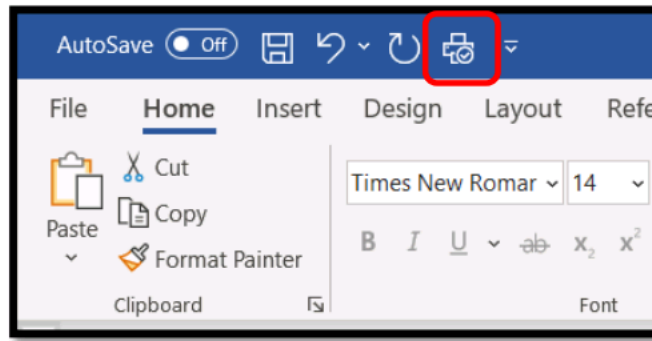 AutoSave Off
File Home Insert Design Layout Refe
Cut
Times New Romar 14
Copy
Paste
B I U ab x₂ x²
Format Painter
Clipboard Font